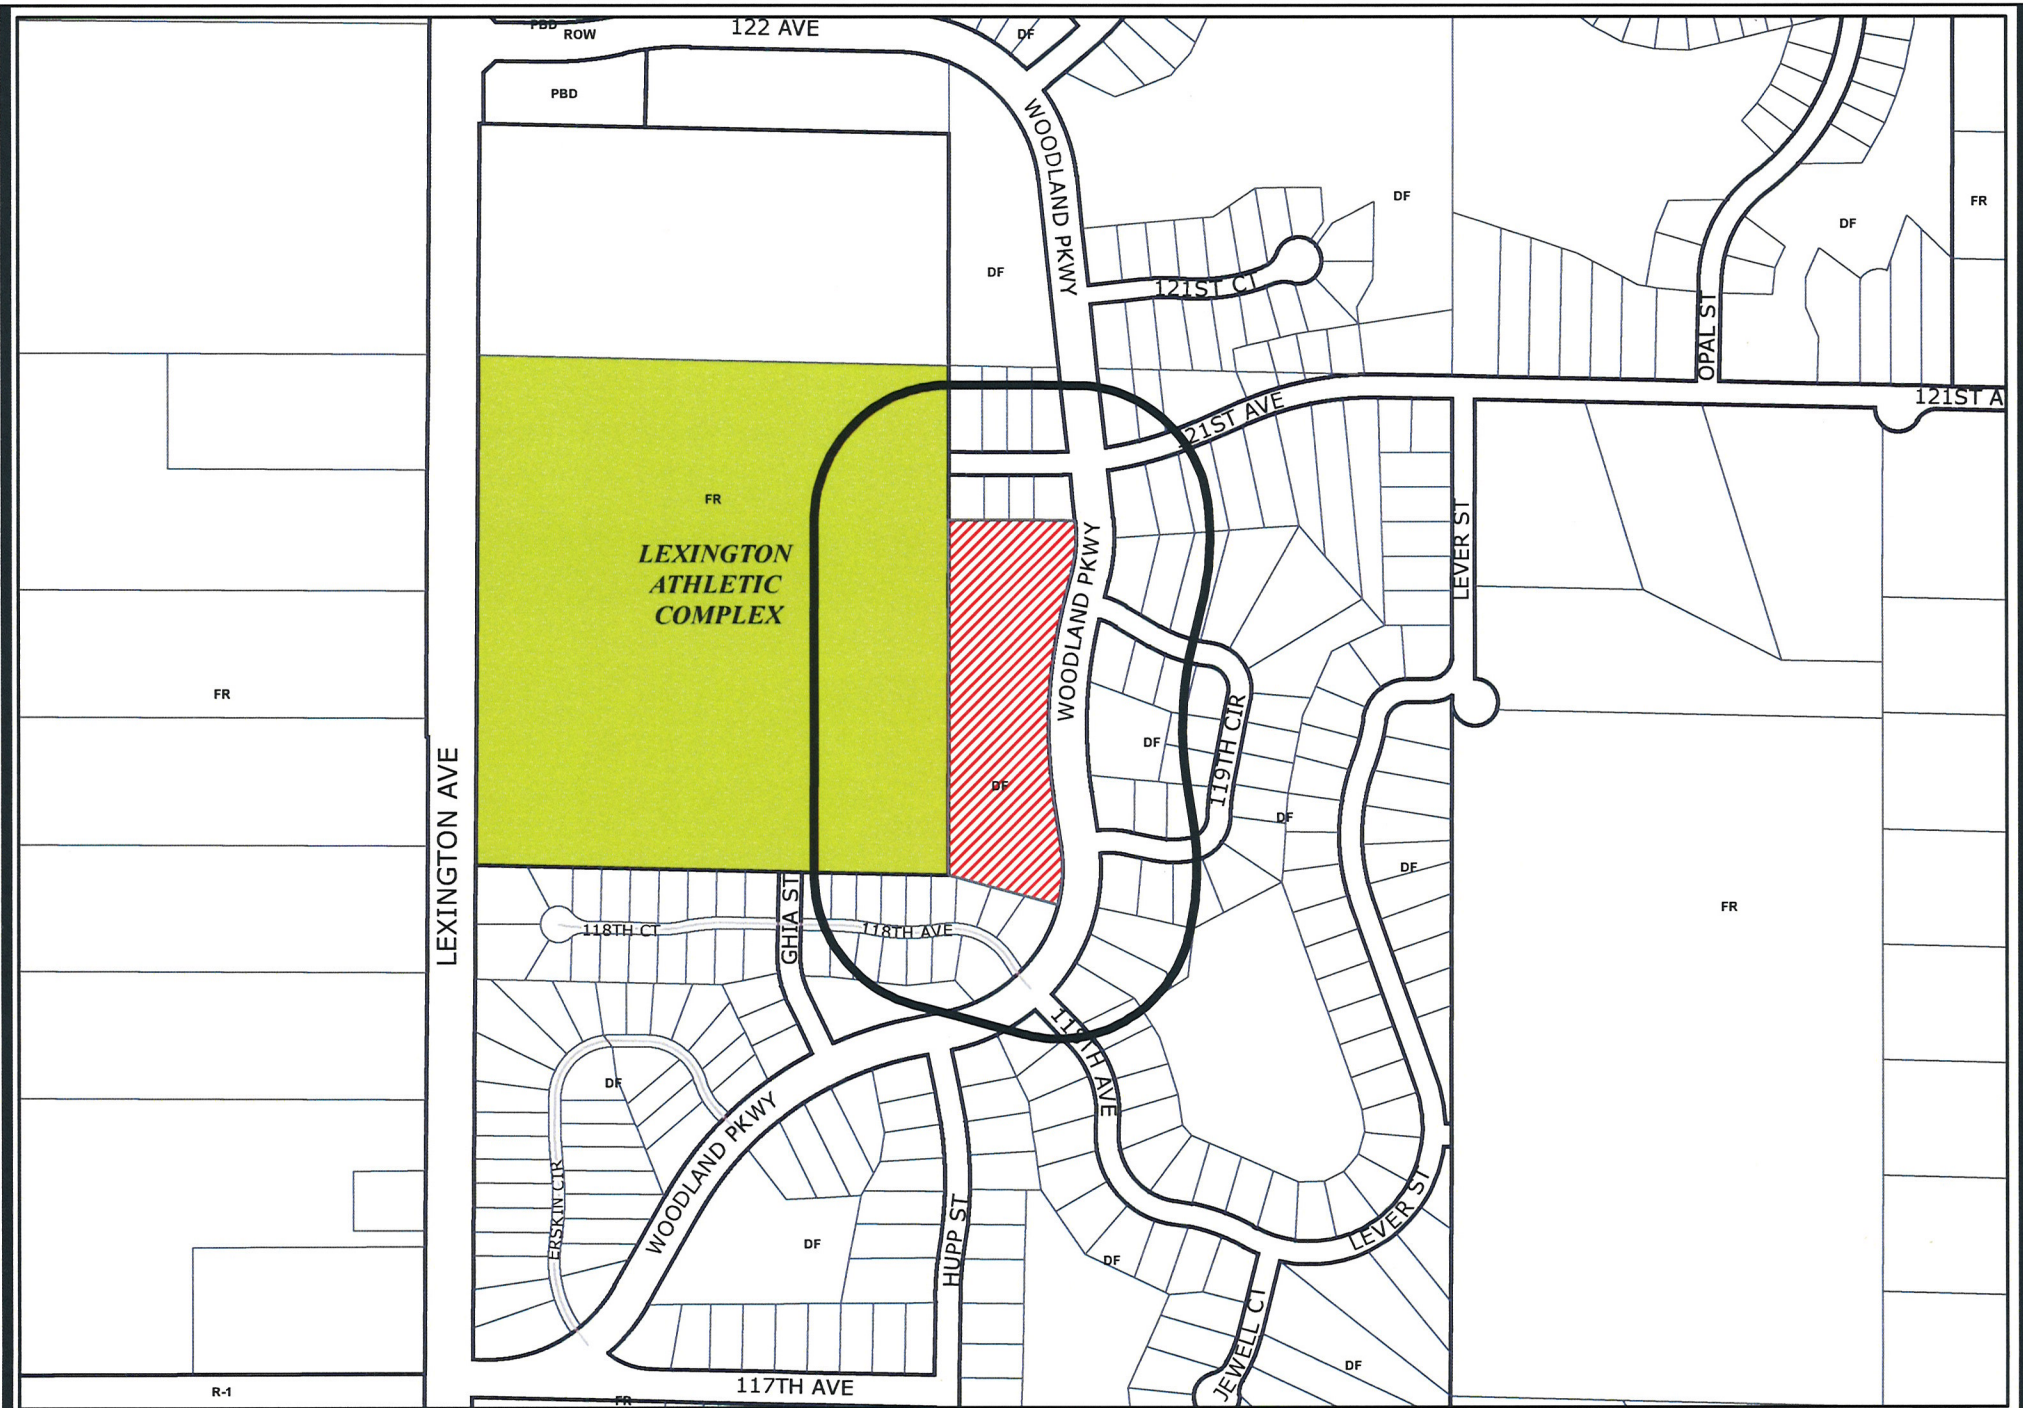 PBD
ROW
122 AVE
DF
PBD
WOODLAND PKWY
DF
FR
DF
DF
121ST CT
OPAL ST
121ST A
21ST AVE
FR
LEXINGTON
ATHLETIC
COMPLEX
LEVER ST
WOODLAND PKWY
FR
119TH CIR
DF
DF
DF
LEXINGTON AVE
DF
FR
GHIA ST
118TH CT
118TH AVE
118TH AVE
DF
WOODLAND PKWY
ERSKIN CIR
HUPP ST
LEVER ST
DF
DF
JEWELL CT
DF
117TH AVE
R-1
FR